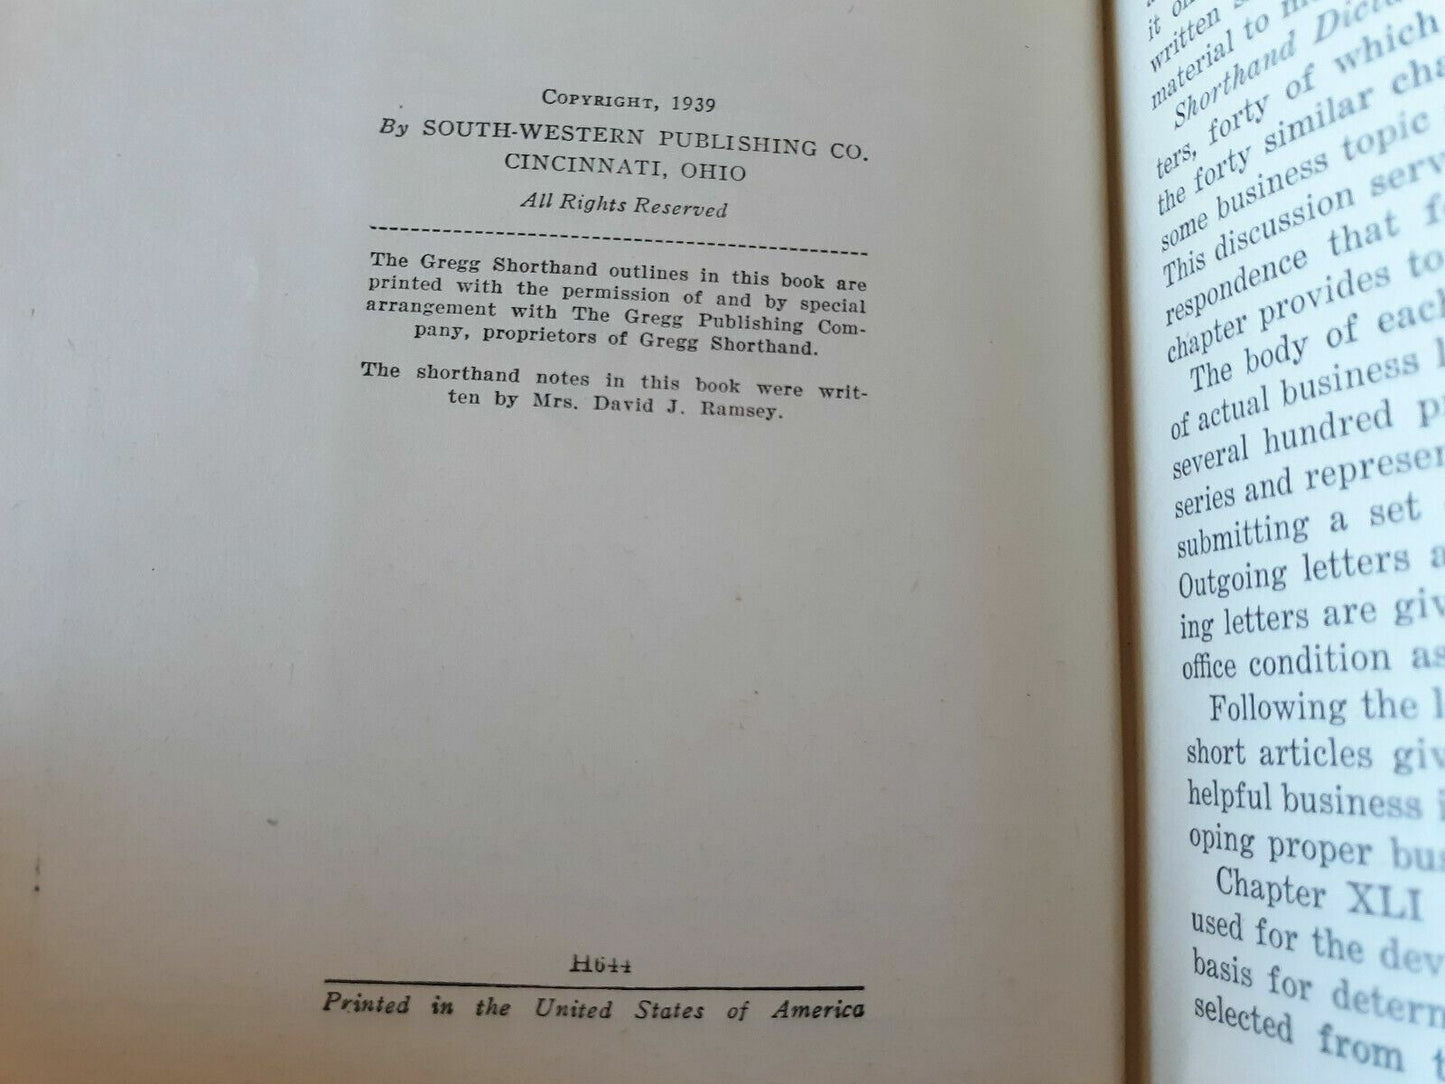 COPYRIGHT, 1939
By SOUTH-WESTERN PUBLISHING CO.
CINCINNATI, OHIO
All Rights Reserved
The Gregg Shorthand outlines in this book are
printed with the permission of and by special
arrangement with The Gregg Publishing Com-
pany, proprietors of Gregg Shorthand.
The shorthand notes in this book were writ-
ten by Mrs. David J. Ramsey.
H644
Printed in the United States of America
it
written
material to
Shorthand
ters, forty of which
the forty similar
some business topic
This discussion
respondence that
chapter provides to
The body of each
of actual business
several hundred
series and
submitting a set
Outgoing letters
ing letters are
office condition as
Following the
short articles
helpful business
oping proper
Chapter XLI
used for the
basis for
selected from